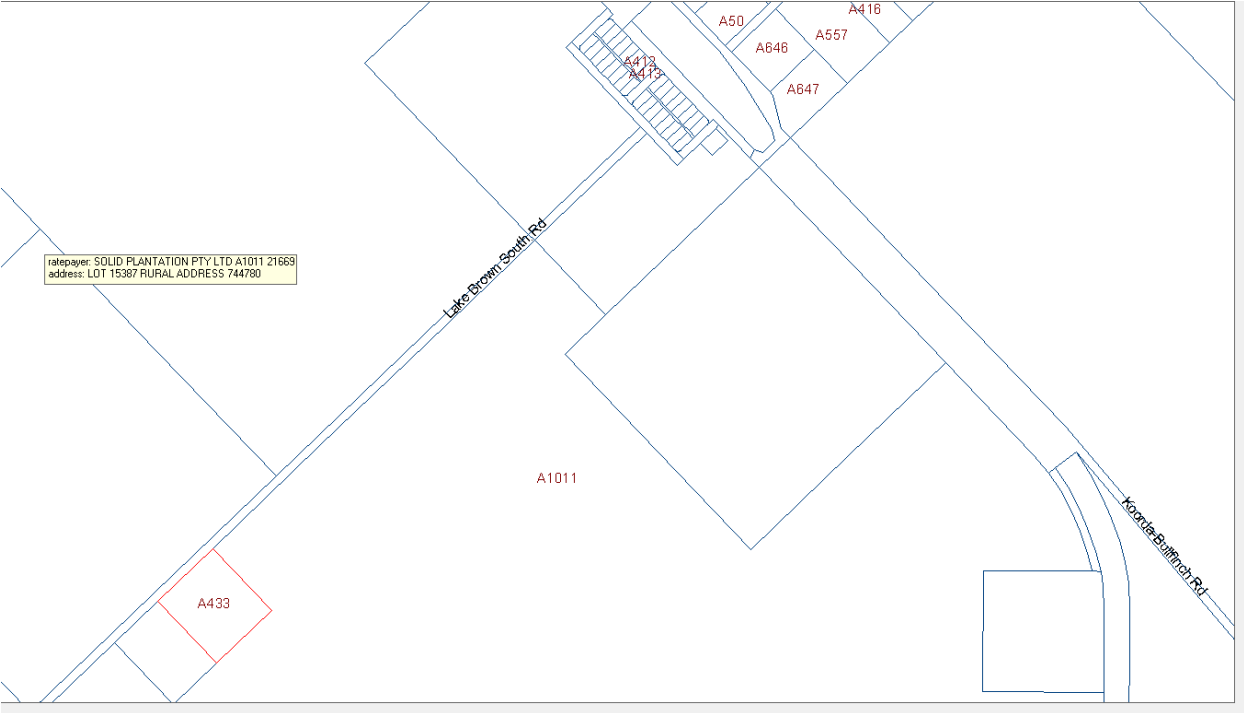 A416
A50
A557
A646
A412
A413
A647
Lake Brown South Rd
ratepayer: SOLID PLANTATION PTY LTD A1011 21669
address: LOT 15387 RURAL ADDRESS 744780
A1011
Koorda-Bullfinch Rd
A433